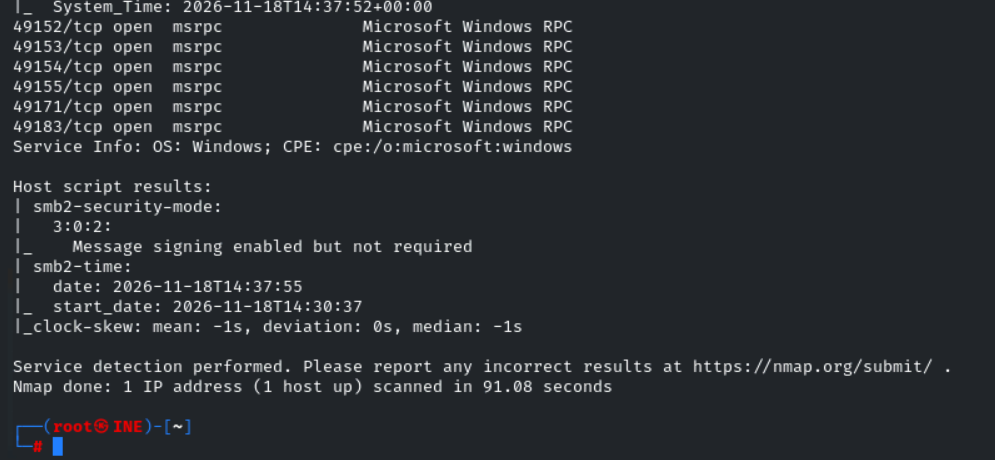 |_  System_Time: 2026-11-18T14:37:52+00:00
49152/tcp open  msrpc              Microsoft Windows RPC
49153/tcp open  msrpc              Microsoft Windows RPC
49154/tcp open  msrpc              Microsoft Windows RPC
49155/tcp open  msrpc              Microsoft Windows RPC
49171/tcp open  msrpc              Microsoft Windows RPC
49183/tcp open  msrpc              Microsoft Windows RPC
Service Info: OS: Windows; CPE: cpe:/o:microsoft:windows

Host script results:
| smb2-security-mode:
|   3:0:2:
|_    Message signing enabled but not required
| smb2-time:
|   date: 2026-11-18T14:37:55
|_  start_date: 2026-11-18T14:30:37
|_clock-skew: mean: -1s, deviation: 0s, median: -1s

Service detection performed. Please report any incorrect results at https://nmap.org/submit/ .
Nmap done: 1 IP address (1 host up) scanned in 91.08 seconds

┌──(root㉿INE)-[~]
└─#